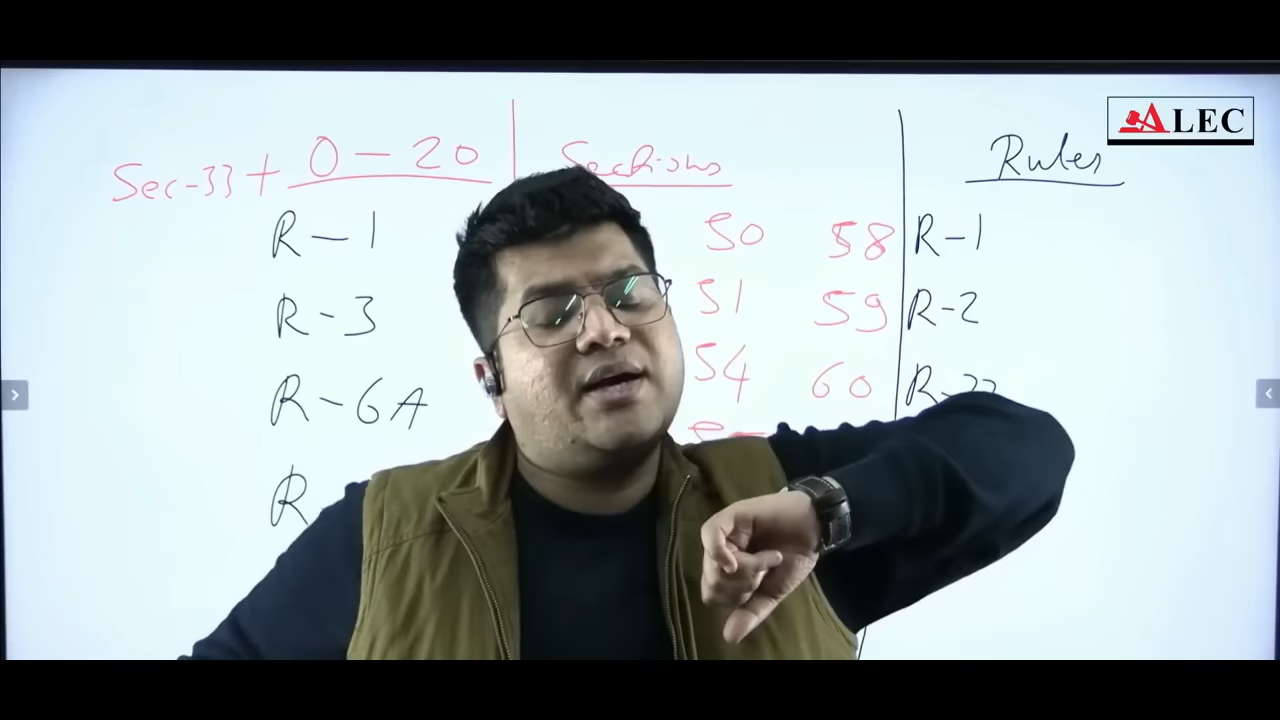 ALEC
Sec-33 + O-20
R-1
R-3
R-6A
R
Sections
50 58
51 59
54 60
Rules
R-1
R-2